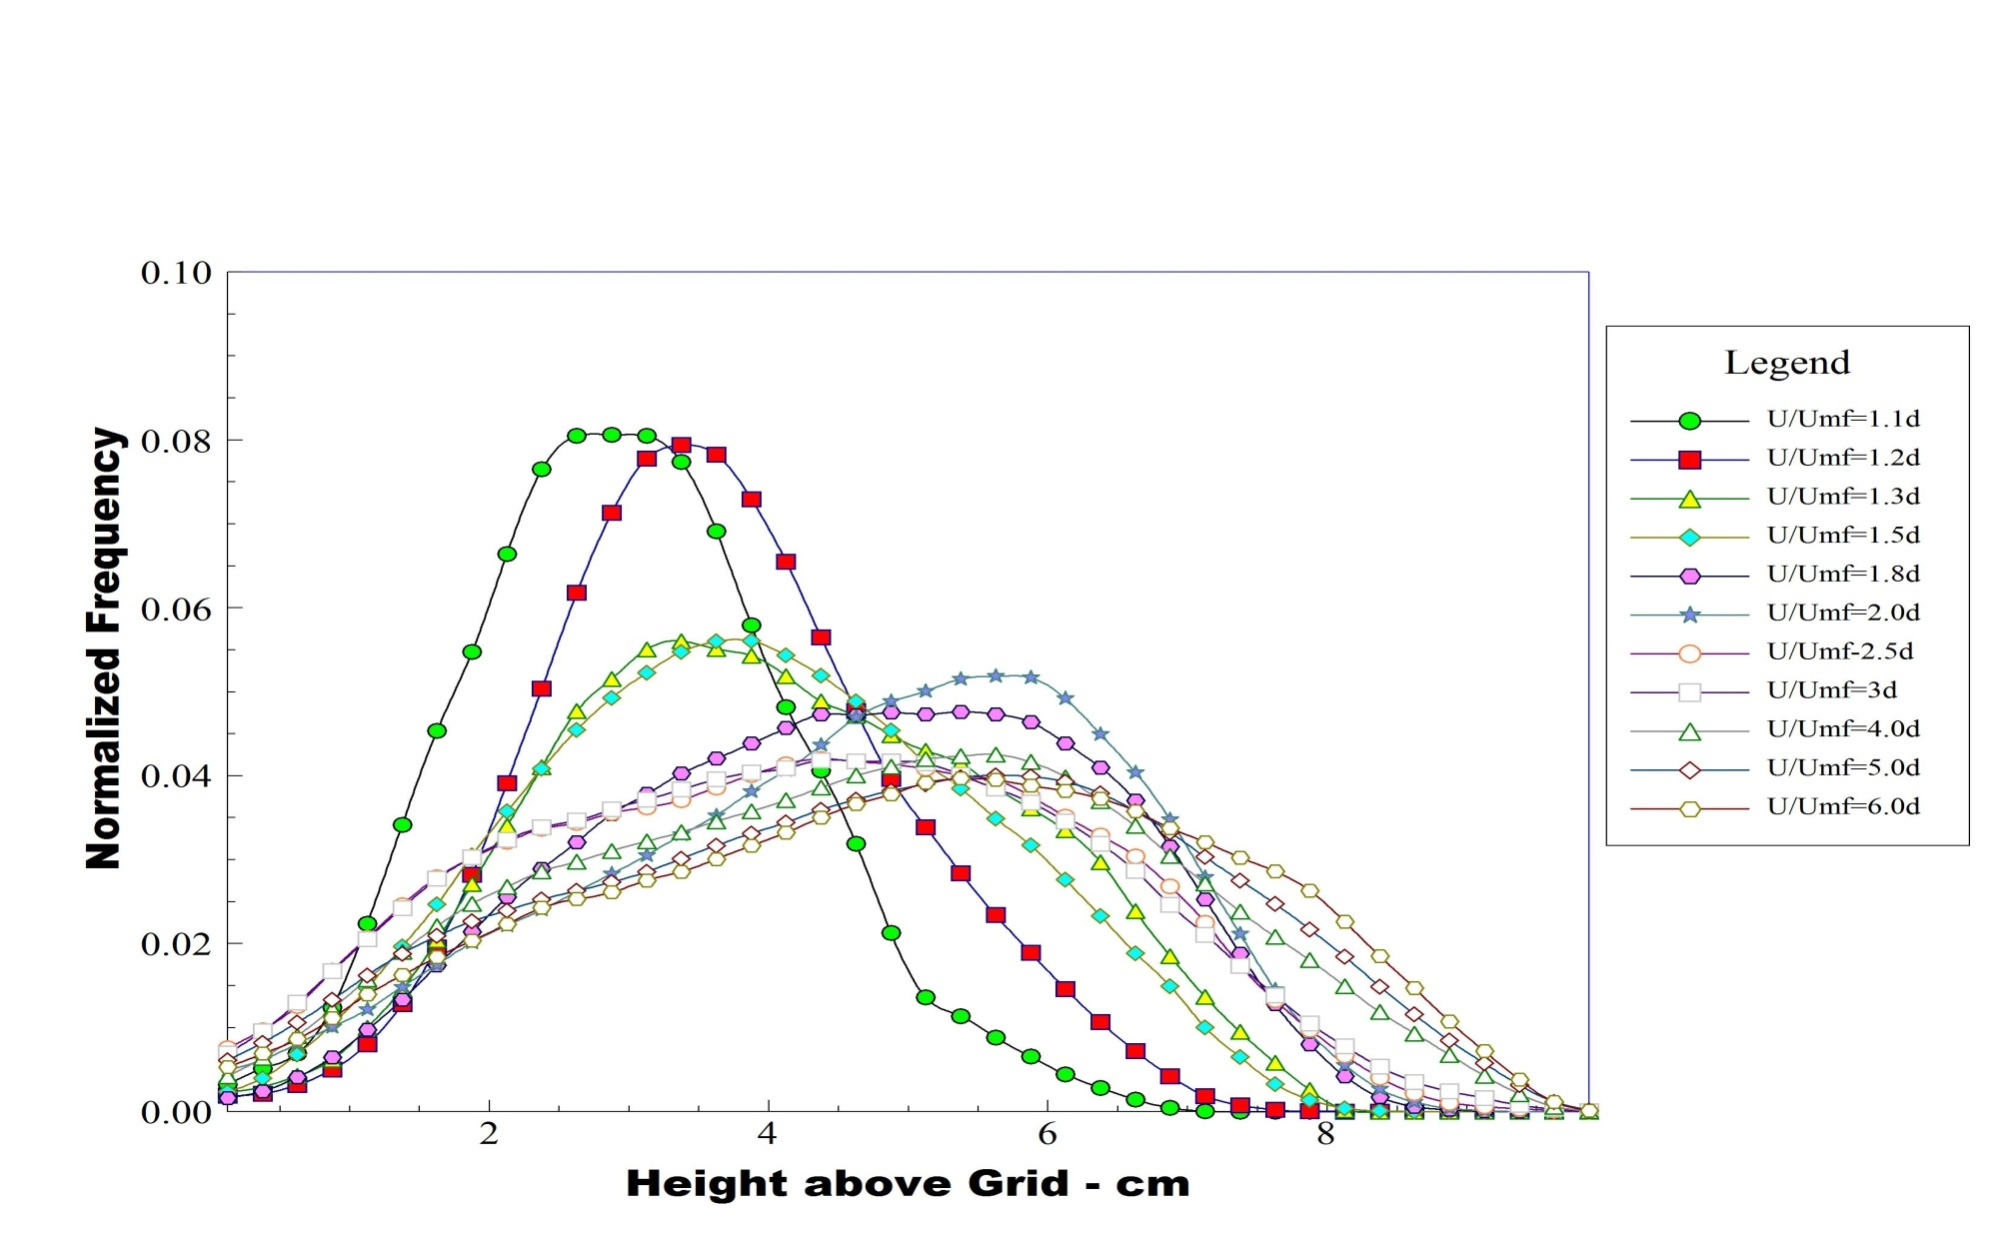 0.10
0.08
0.06
0.04
0.02
0.00
Normalized Frequency
2 4 6 8
Height above Grid - cm
Legend
U/Umf=1.1d
U/Umf=1.2d
U/Umf=1.3d
U/Umf=1.5d
U/Umf=1.8d
U/Umf=2.0d
U/Umf-2.5d
U/Umf=3d
U/Umf=4.0d
U/Umf=5.0d
U/Umf=6.0d